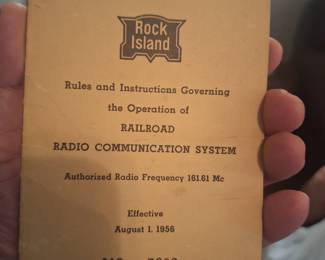 Rock
Island
Rules and Instructions Governing
the Operation of
RAILROAD
RADIO COMMUNICATION SYSTEM
Authorized Radio Frequency 161.61 Mc
Effective
August 1, 1956